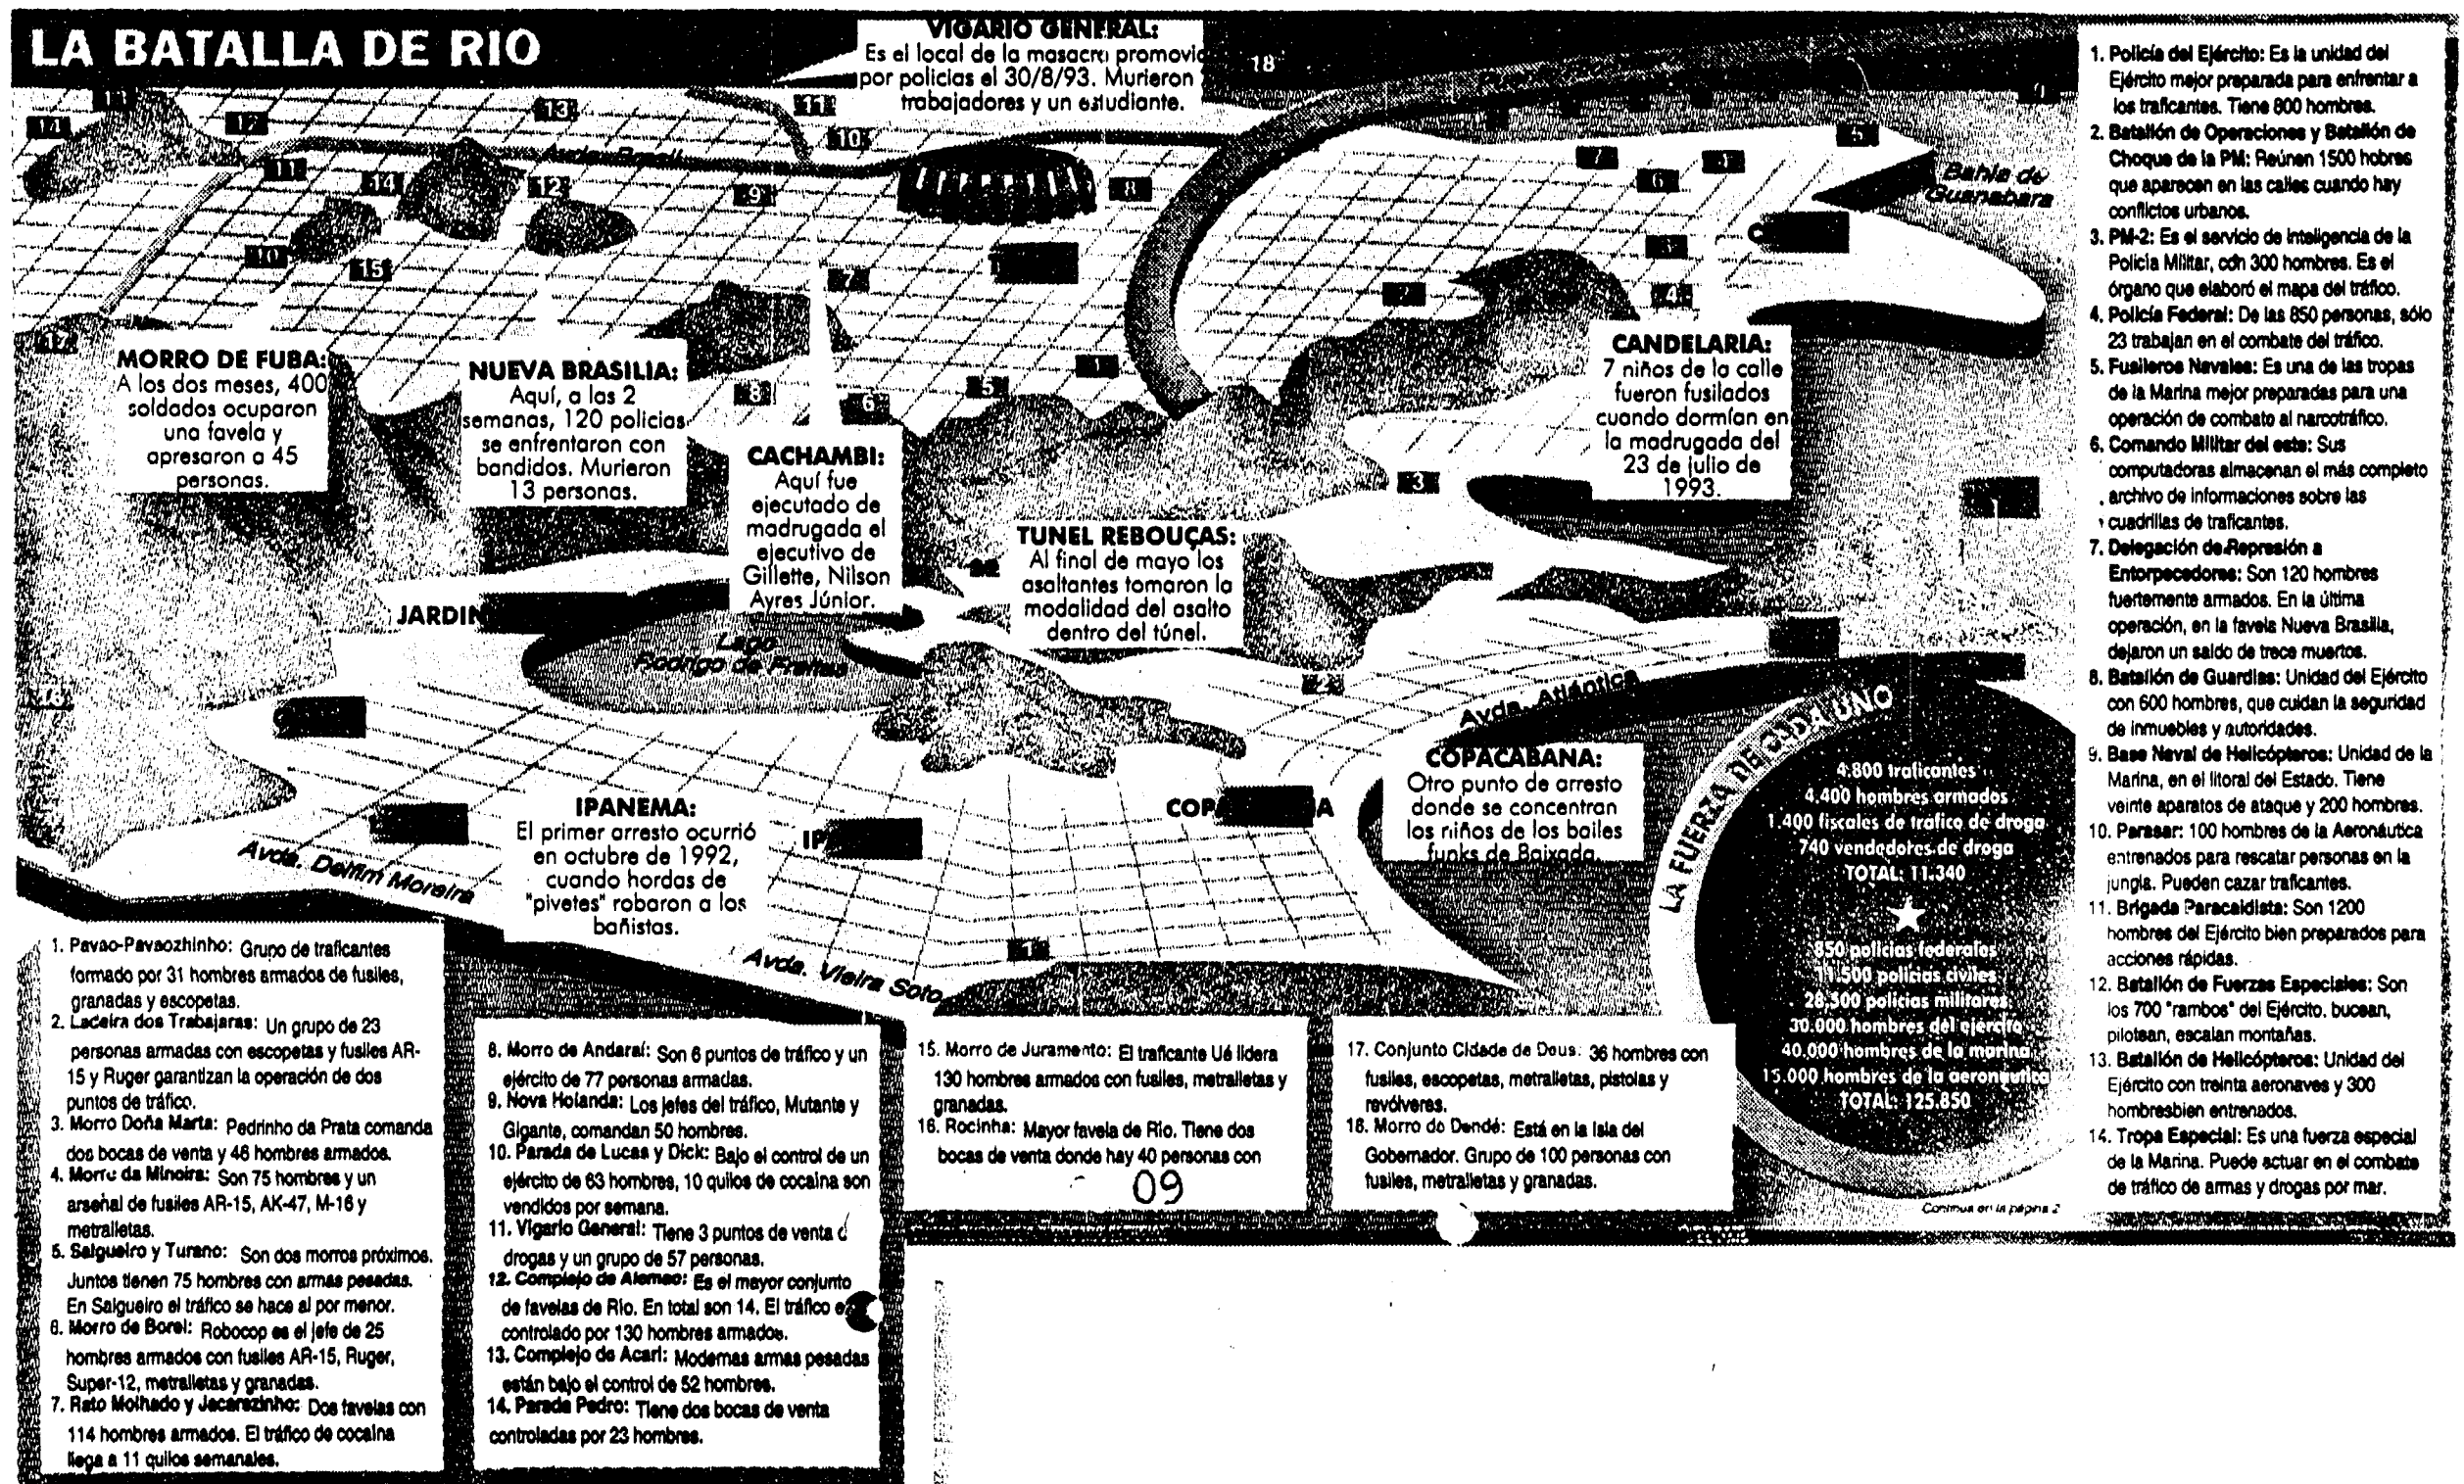 LA BATALLA DE RIO
VIGARIO GENERAL:
Es el local de la masacre
por policías el 30/8/93. Murieron
trabajadores y un estudiante.
18
14
12
13
11
10
11
14
12
9
8
10
15
7
17
Avda. Brasil
7
6
4
5
Bahía de
Guanabara
4
1
5
8
6
3
MORRO DE FUBA:
A los dos meses, 400
soldados ocuparon
una favela y
apresaron a 45
personas.
NUEVA BRASILIA:
Aquí, a las 2
semanas, 120 policías
se enfrentaron con
bandidos. Murieron
13 personas.
CACHAMBI:
Aquí fue
ejecutado de
madrugada el
ejecutivo de
Gillette, Nilson
Ayres Júnior.
CANDELARIA:
7 niños de la calle
fueron fusilados
cuando dormían en
la madrugada del
23 de julio de
1993.
TUNEL REBOUÇAS:
Al final de mayo los
asaltantes tomaron la
modalidad del asalto
dentro del túnel.
JARDIN
Lago
Rodrigo de Freitas
Avda. Atlántica
COPACABANA:
Otro punto de arresto
donde se concentran
los niños de los bailes
funks de Baixada.
IPANEMA:
El primer arresto ocurrió
en octubre de 1992,
cuando hordas de
"pivetes" robaron a los
bañistas.
Avda. Delfim Moreira
Avda. Vieira Soto
1
LA FUERZA DE CADA UNO
4.800 traficantes
4.400 hombres armados
1.400 fiscales de tráfico de droga
740 vendedores de droga
TOTAL: 11.340
850 policías federales
11.500 policías civiles
28.500 policías militares
30.000 hombres del ejército
40.000 hombres de la marina
15.000 hombres de la aeronáutica
TOTAL: 125.850
Continua en la página 2
1. Pavao-Pavaozhinho: Grupo de traficantes
formado por 31 hombres armados de fusiles,
granadas y escopetas.
2. Ladeira dos Trabajaras: Un grupo de 23
personas armadas con escopetas y fusiles AR-
15 y Ruger garantizan la operación de dos
puntos de tráfico.
3. Morro Doña Marta: Pedrinho da Prata comanda
dos bocas de venta y 46 hombres armados.
4. Morro da Mineira: Son 75 hombres y un
arsenal de fusiles AR-15, AK-47, M-16 y
metralletas.
5. Salgueiro y Turano: Son dos morros próximos.
Juntos tienen 75 hombres con armas pesadas.
En Salgueiro el tráfico se hace al por menor.
6. Morro de Borel: Robocop es el jefe de 25
hombres armados con fusiles AR-15, Ruger,
Super-12, metralletas y granadas.
7. Rato Molhado y Jacarezinho: Dos favelas con
114 hombres armados. El tráfico de cocaína
llega a 11 quilos semanales.
8. Morro de Andaraí: Son 6 puntos de tráfico y un
ejército de 77 personas armadas.
9. Nova Holanda: Los jefes del tráfico, Mutante y
Gigante, comandan 50 hombres.
10. Parada de Lucas y Dick: Bajo el control de un
ejército de 63 hombres, 10 quilos de cocaína son
vendidos por semana.
11. Vigario General: Tiene 3 puntos de venta d
drogas y un grupo de 57 personas.
12. Complejo de Alemao: Es el mayor conjunto
de favelas de Río. En total son 14. El tráfico e
controlado por 130 hombres armados.
13. Complejo de Acari: Modernas armas pesadas
están bajo el control de 52 hombres.
14. Parada Pedro: Tiene dos bocas de venta
controladas por 23 hombres.
15. Morro de Juramento: El traficante Ué lidera
130 hombres armados con fusiles, metralletas y
granadas.
16. Rocinha: Mayor favela de Río. Tiene dos
bocas de venta donde hay 40 personas con
09
17. Conjunto Cidade de Deus: 36 hombres con
fusiles, escopetas, metralletas, pistolas y
revólveres.
18. Morro do Dendé: Está en la Isla del
Gobernador. Grupo de 100 personas con
fusiles, metralletas y granadas.
1. Policía del Ejército: Es la unidad del
Ejército mejor preparada para enfrentar a
los traficantes. Tiene 800 hombres.
2. Batallón de Operaciones y Batallón de
Choque de la PM: Reúnen 1500 hobres
que aparecen en las calles cuando hay
conflictos urbanos.
3. PM-2: Es el servicio de inteligencia de la
Policía Militar, con 300 hombres. Es el
órgano que elaboró el mapa del tráfico.
4. Policía Federal: De las 850 personas, sólo
23 trabajan en el combate del tráfico.
5. Fusileros Navales: Es una de las tropas
de la Marina mejor preparadas para una
operación de combate al narcotráfico.
6. Comando Militar del este: Sus
computadoras almacenan el más completo
archivo de informaciones sobre las
cuadrillas de traficantes.
7. Delegación de Represión a
Entorpecedores: Son 120 hombres
fuertemente armados. En la última
operación, en la favela Nueva Brasilia,
dejaron un saldo de trece muertos.
8. Batallón de Guardias: Unidad del Ejército
con 600 hombres, que cuidan la seguridad
de inmuebles y autoridades.
9. Base Naval de Helicópteros: Unidad de la
Marina, en el litoral del Estado. Tiene
veinte aparatos de ataque y 200 hombres.
10. Parasar: 100 hombres de la Aeronáutica
entrenados para rescatar personas en la
jungla. Pueden cazar traficantes.
11. Brigada Paracaidista: Son 1200
hombres del Ejército bien preparados para
acciones rápidas.
12. Batallón de Fuerzas Especiales: Son
los 700 "rambos" del Ejército. bucean,
pilotean, escalan montañas.
13. Batallón de Helicópteros: Unidad del
Ejército con treinta aeronaves y 300
hombresbien entrenados.
14. Tropa Especial: Es una fuerza especial
de la Marina. Puede actuar en el combate
de tráfico de armas y drogas por mar.